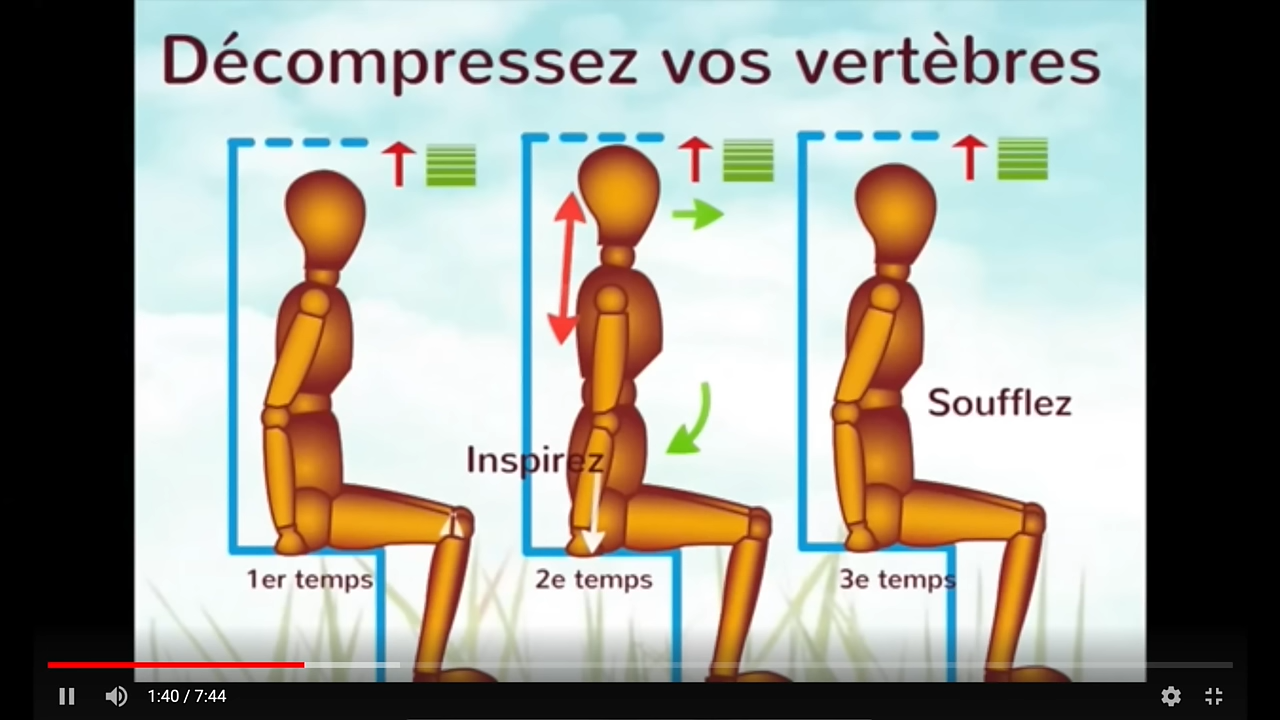 Décompressez vos vertèbres
Soufflez
Inspirez
1er temps
2e temps
3e temps
1:40 / 7:44